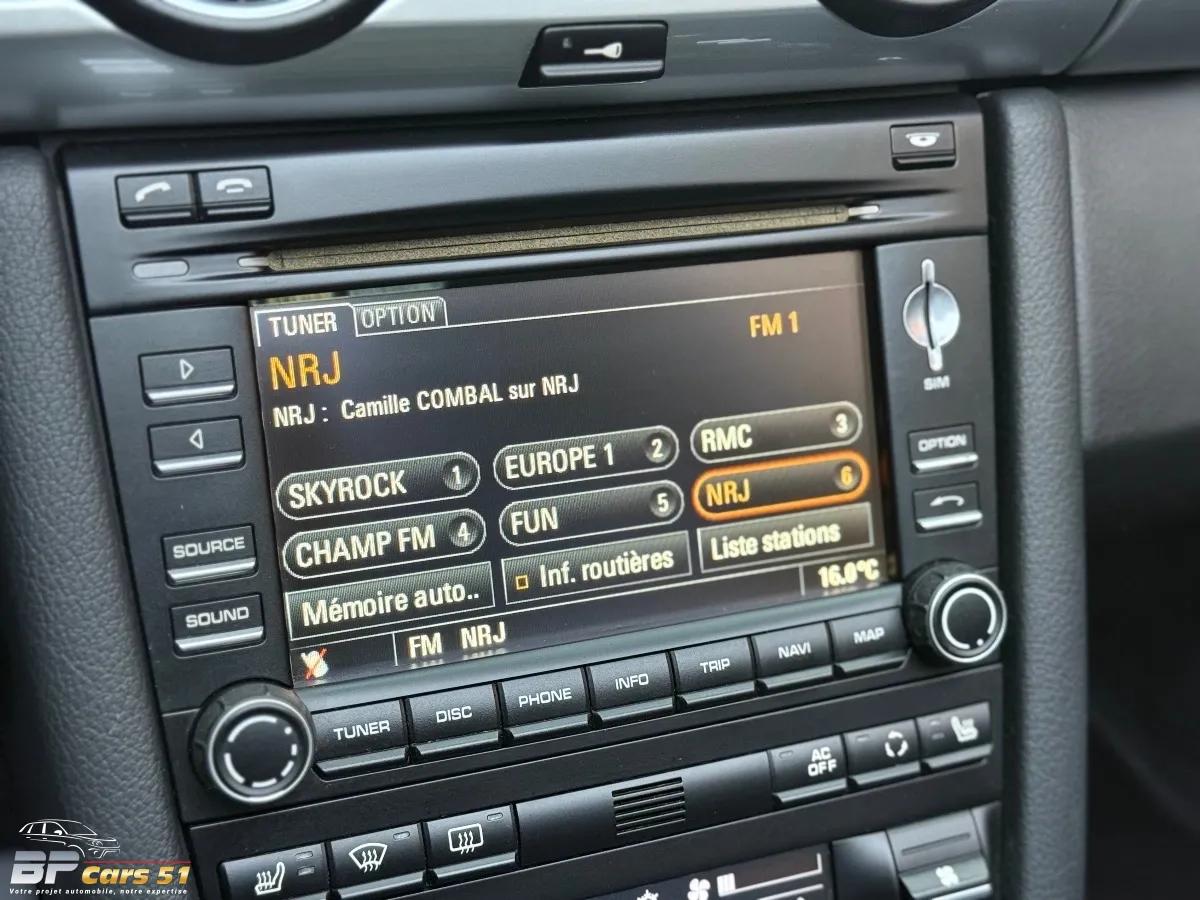 TUNER OPTION
FM 1
NRJ
NRJ : Camille COMBAL sur NRJ
SKYROCK 1 EUROPE 1 2 RMC 3
CHAMP FM 4 FUN 5 NRJ 6
Mémoire auto.. Inf. routières Liste stations
FM NRJ 16.0°C
SIM
OPTION
SOURCE
SOUND
TUNER DISC PHONE INFO TRIP NAVI MAP
AC
OFF
BP Cars 51
Votre projet automobile, notre expertise